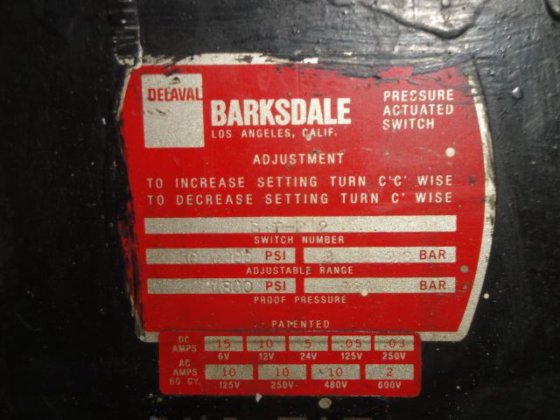 DELAVAL
BARKSDALE
LOS ANGELES, CALIF.
PRESSURE
ACTUATED
SWITCH
ADJUSTMENT
TO INCREASE SETTING TURN C'C' WISE
TO DECREASE SETTING TURN C' WISE
SWITCH NUMBER
PSI BAR
ADJUSTABLE RANGE
PSI BAR
PROOF PRESSURE
PATENTED
DC AMPS 15 10 5 .05 .03
6V 12V 24V 125V 250V
AC AMPS 60 CY. 10 10 10 2
125V 250V 480V 600V